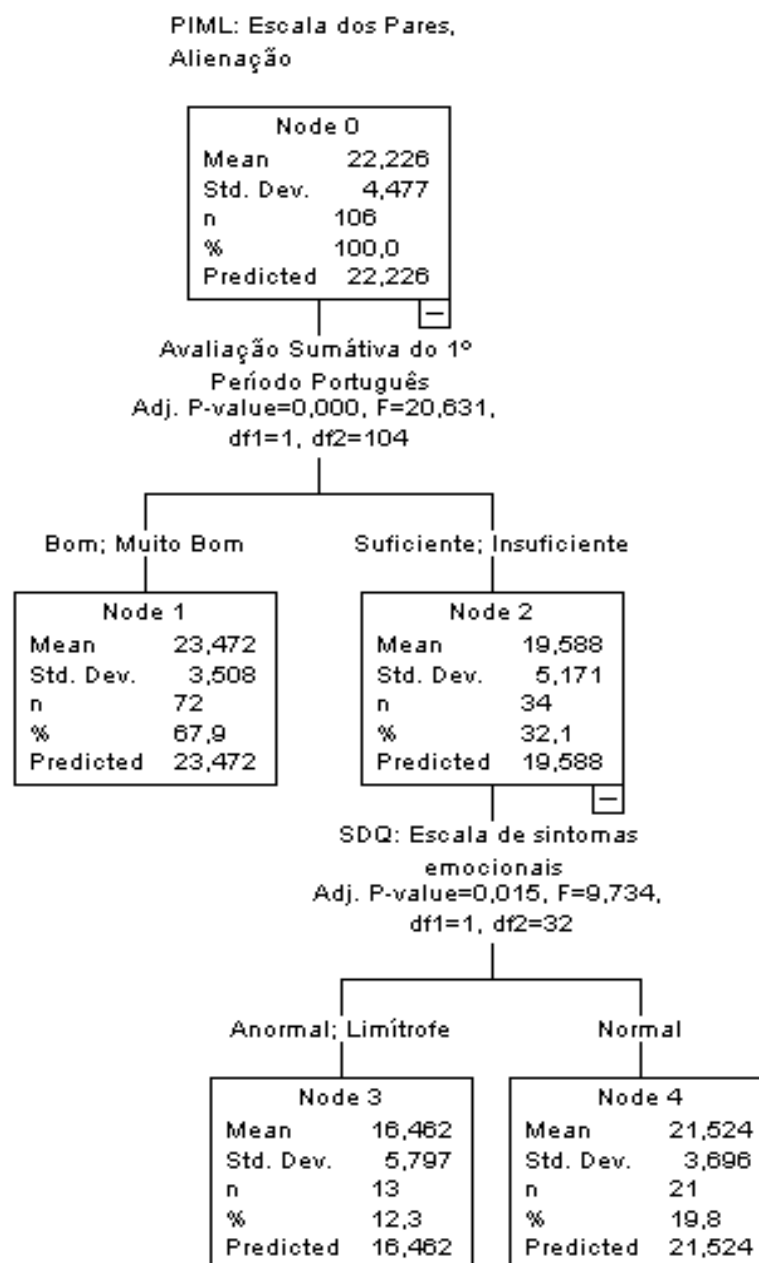 PIML: Escala dos Pares,
Alienação
Node 0
Mean 22,226
Std. Dev. 4,477
n 106
% 100,0
Predicted 22,226
Avaliação Sumátiva do 1º
Período Português
Adj. P-value=0,000, F=20,631,
df1=1, df2=104
Bom; Muito Bom
Suficiente; Insuficiente
Node 1
Mean 23,472
Std. Dev. 3,508
n 72
% 67,9
Predicted 23,472
Node 2
Mean 19,588
Std. Dev. 5,171
n 34
% 32,1
Predicted 19,588
SDQ: Escala de sintomas
emocionais
Adj. P-value=0,015, F=9,734,
df1=1, df2=32
Anormal; Limítrofe
Normal
Node 3
Mean 16,462
Std. Dev. 5,797
n 13
% 12,3
Predicted 16,462
Node 4
Mean 21,524
Std. Dev. 3,696
n 21
% 19,8
Predicted 21,524